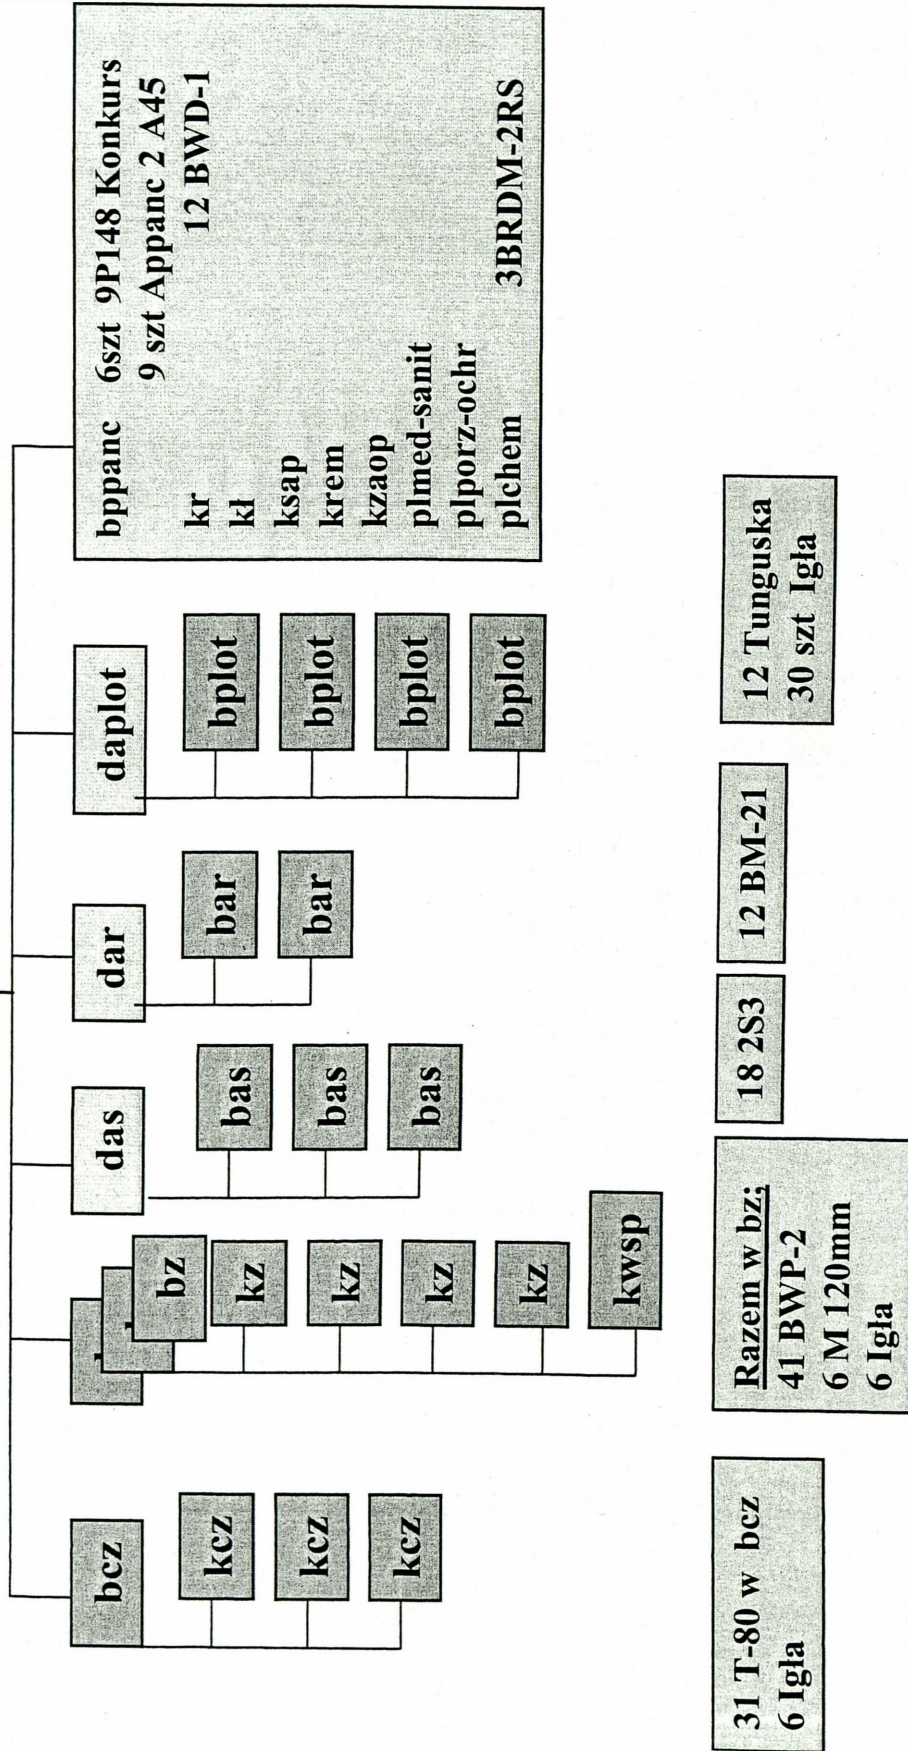 bcz
kcz
kcz
kcz
bz
kz
kz
kz
kz
kwsp
das
bas
bas
bas
dar
bar
bar
daplot
bplot
bplot
bplot
bplot
bppanc 6szt 9P148 Konkurs
9 szt Appanc 2 A45
kr 12 BWD-1
kł
ksap
krem
kzaop
plmed-sanit
plporz-ochr
plchem 3BRDM-2RS
31 T-80 w bcz
6 Igła
Razem w bz;
41 BWP-2
6 M 120mm
6 Igła
18 2S3
12 BM-21
12 Tunguska
30 szt Igła